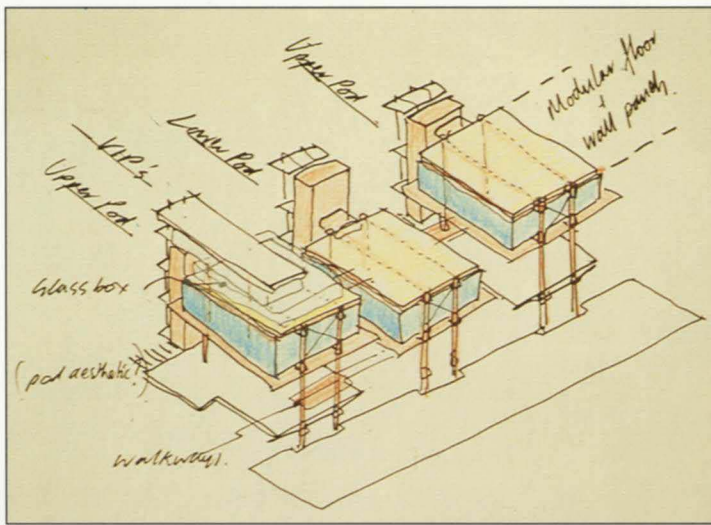 Upper Pod
Modular floor
+
wall panels.
Lower Pod
VIP's
Upper Pod
Glass box
(pod aesthetic!)
walkways.